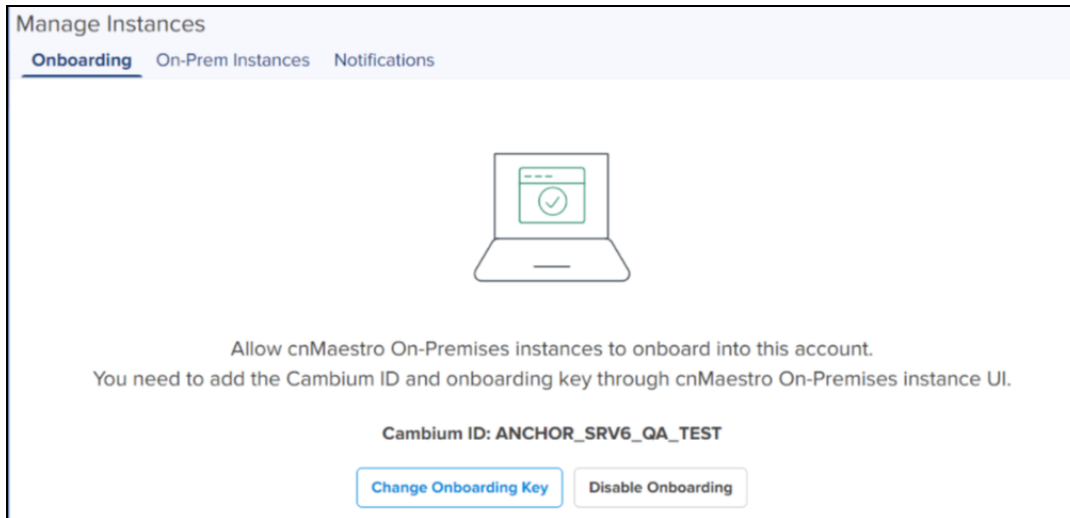 Manage Instances
Onboarding On-Prem Instances Notifications
Allow cnMaestro On-Premises instances to onboard into this account.
You need to add the Cambium ID and onboarding key through cnMaestro On-Premises instance UI.
Cambium ID: ANCHOR_SRV6_QA_TEST
Change Onboarding Key Disable Onboarding